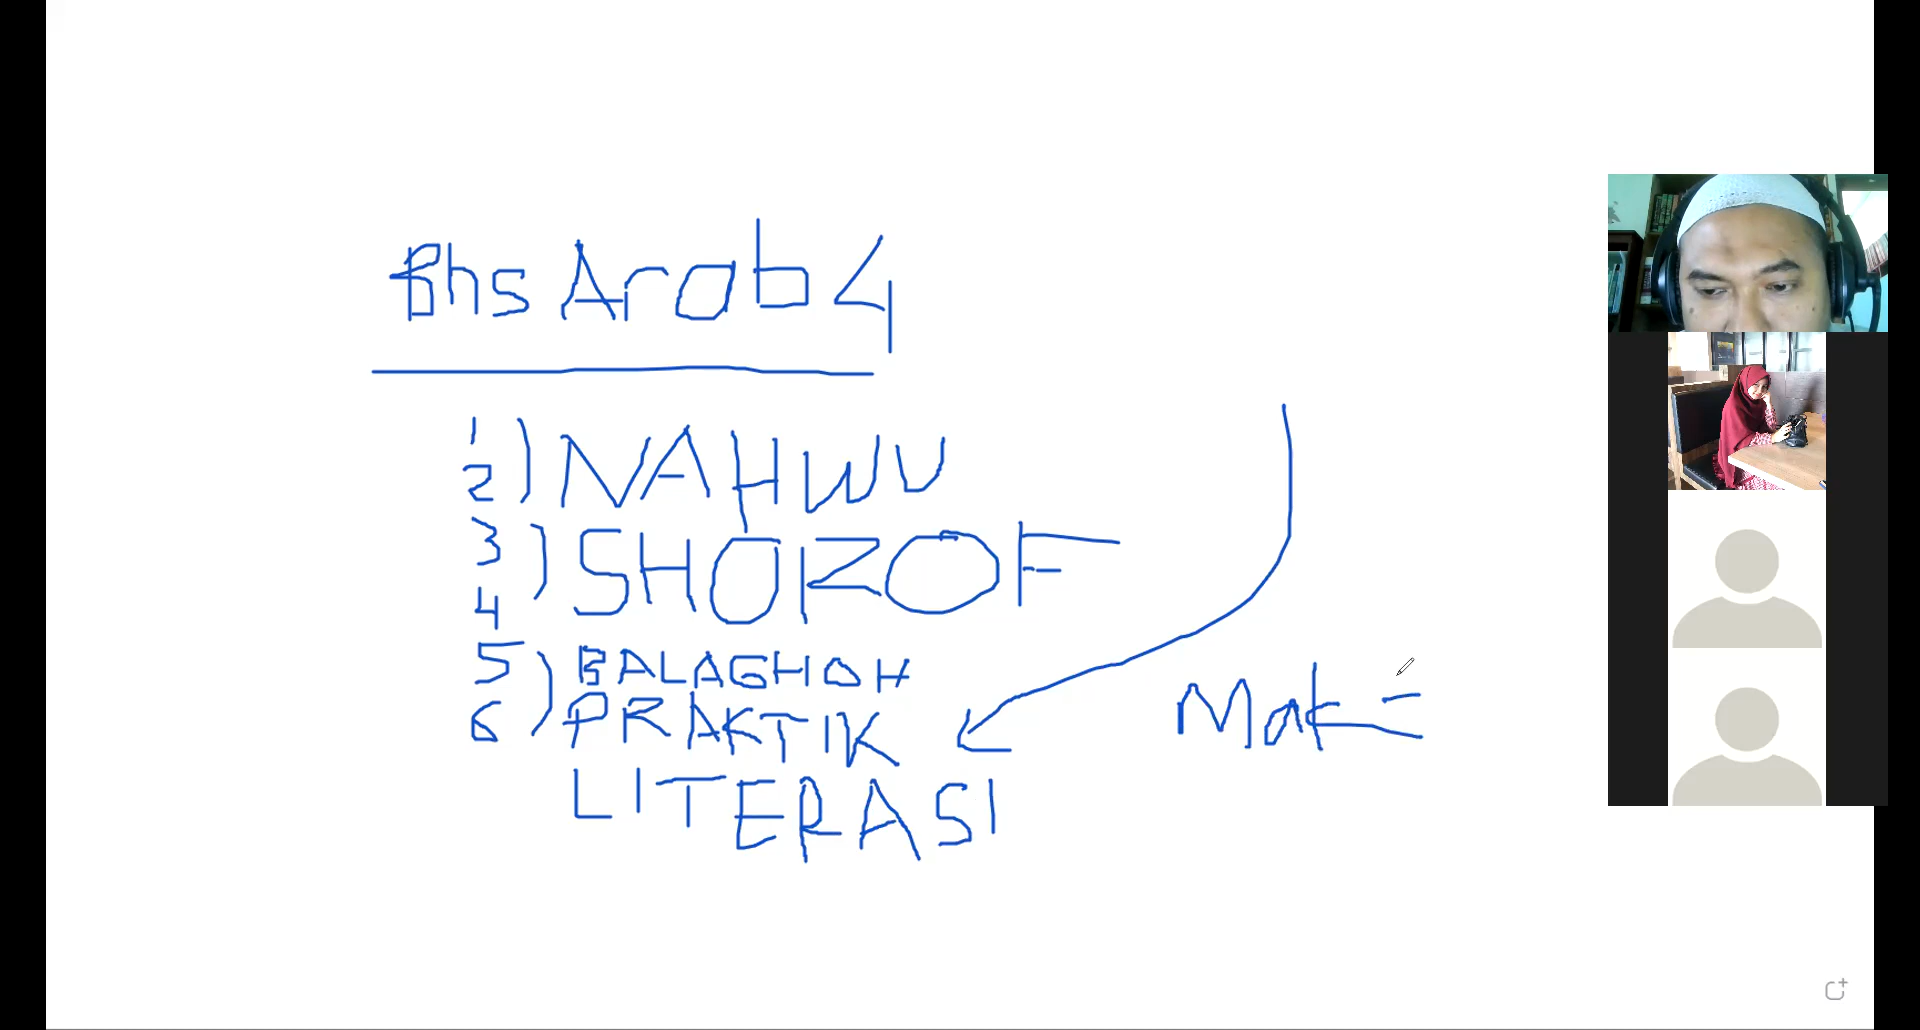 Bhs Arab 4
1
2 ) NAHWU
3
4 ) SHOROF
5
6 ) BALAGHOH
PRAKTIK
LITERASI
Mak